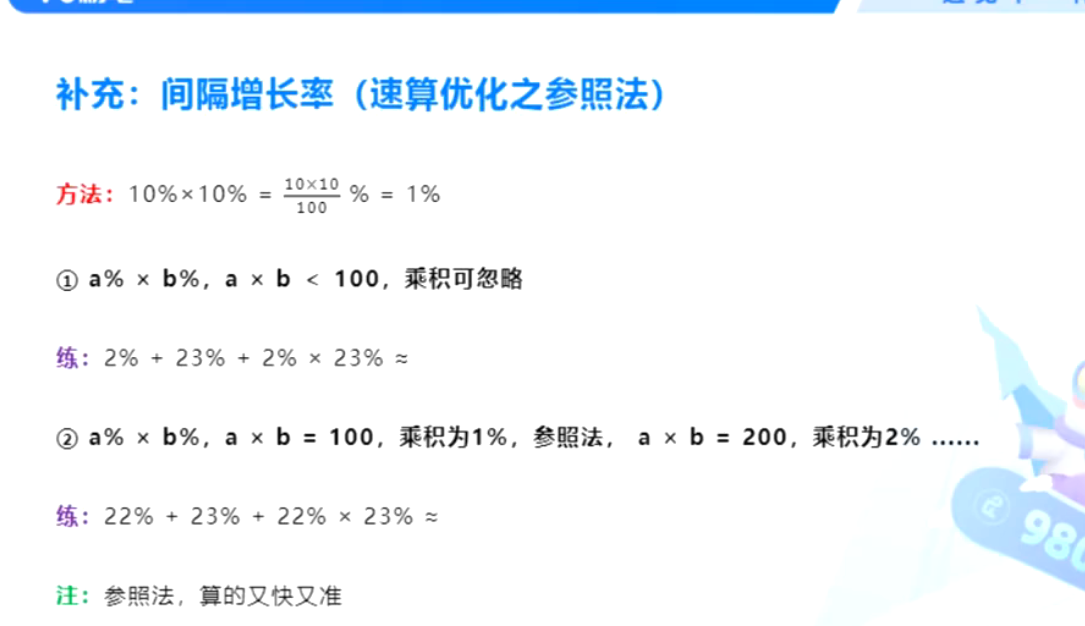 补充：间隔增长率（速算优化之参照法）
方法：10%×10% = \frac{10×10}{100} % = 1%
① a% × b%，a × b < 100，乘积可忽略
练：2% + 23% + 2% × 23% ≈
② a% × b%，a × b = 100，乘积为1%，参照法， a × b = 200，乘积为2% ……
练：22% + 23% + 22% × 23% ≈
980
注：参照法，算的又快又准